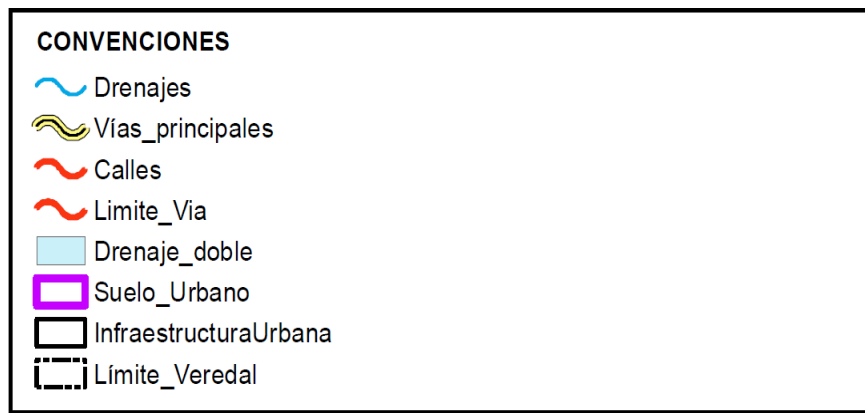 CONVENCIONES
Drenajes
Vías_principales
Calles
Limite_Via
Drenaje_doble
Suelo_Urbano
InfraestructuraUrbana
Límite_Veredal